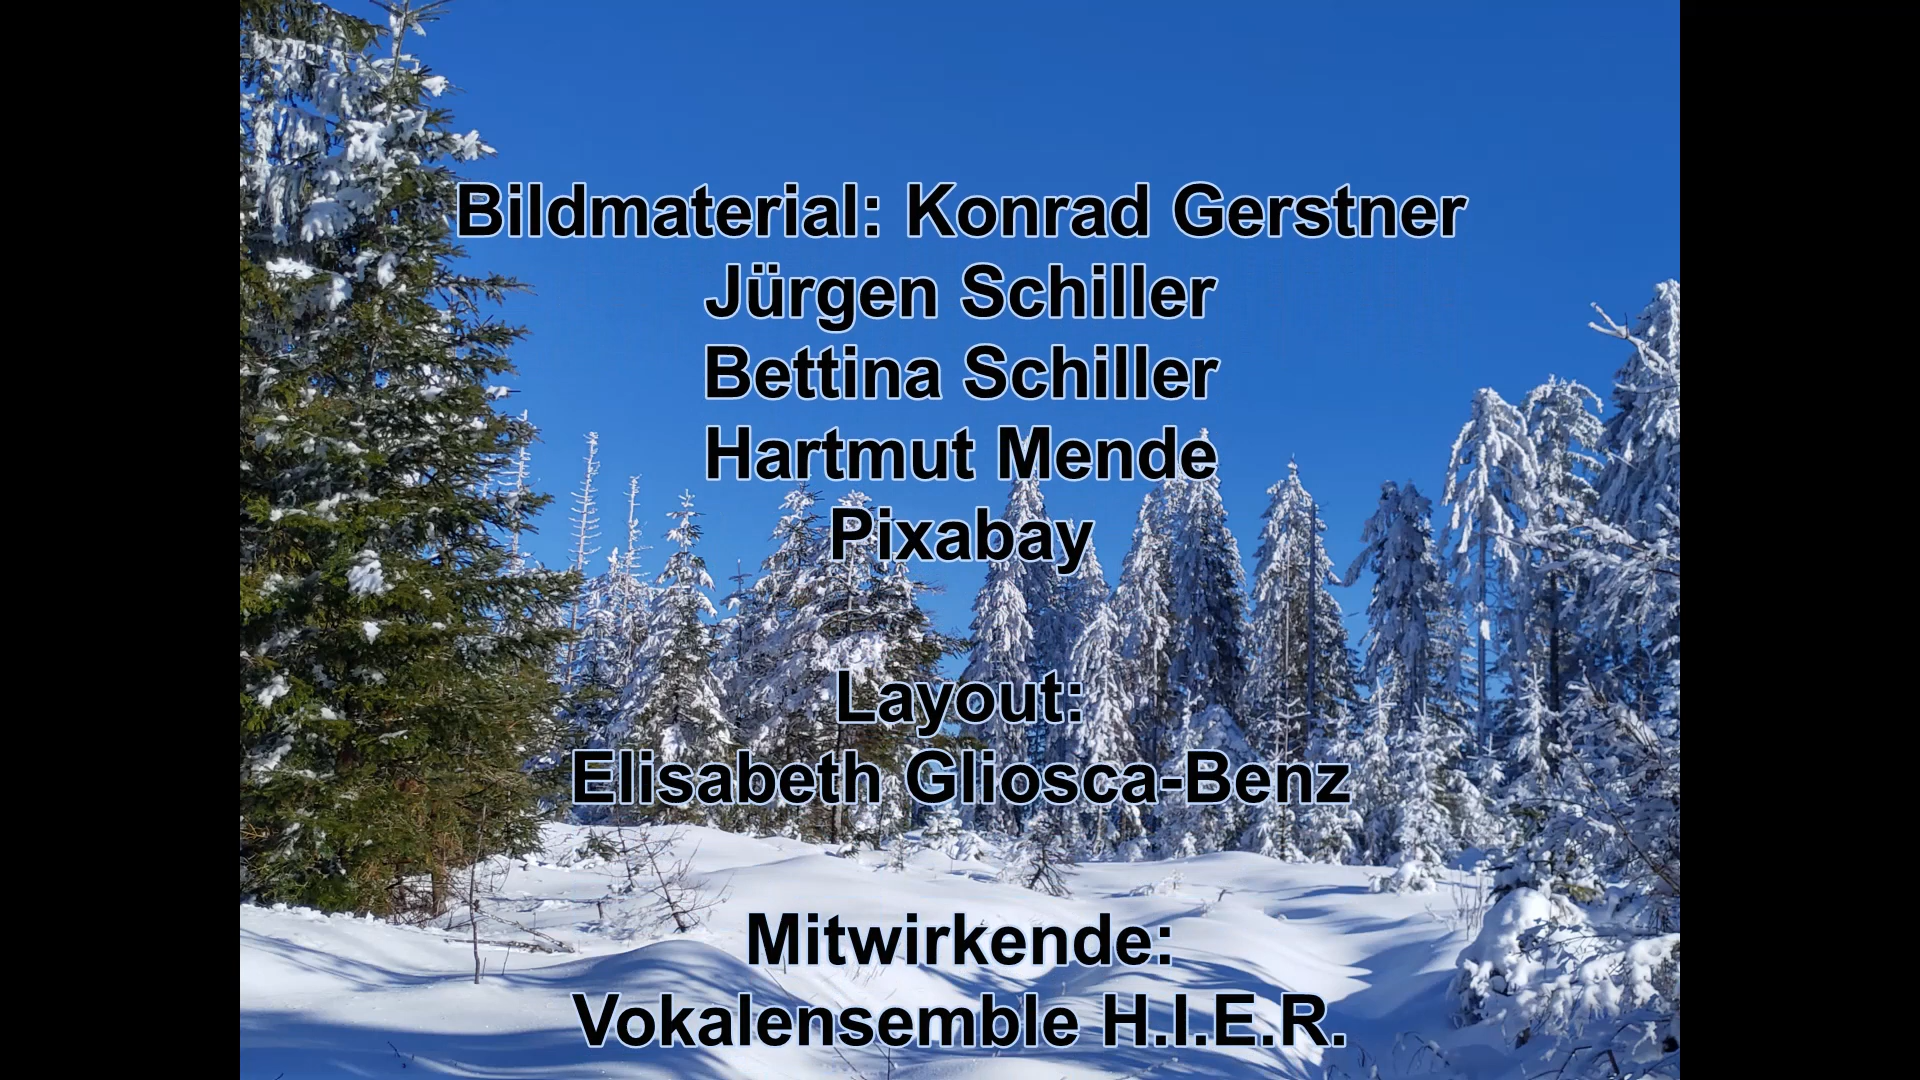 Bildmaterial: Konrad Gerstner
Jürgen Schiller
Bettina Schiller
Hartmut Mende
Pixabay
Layout:
Elisabeth Gliosca-Benz
Mitwirkende:
Vokalensemble H.I.E.R.